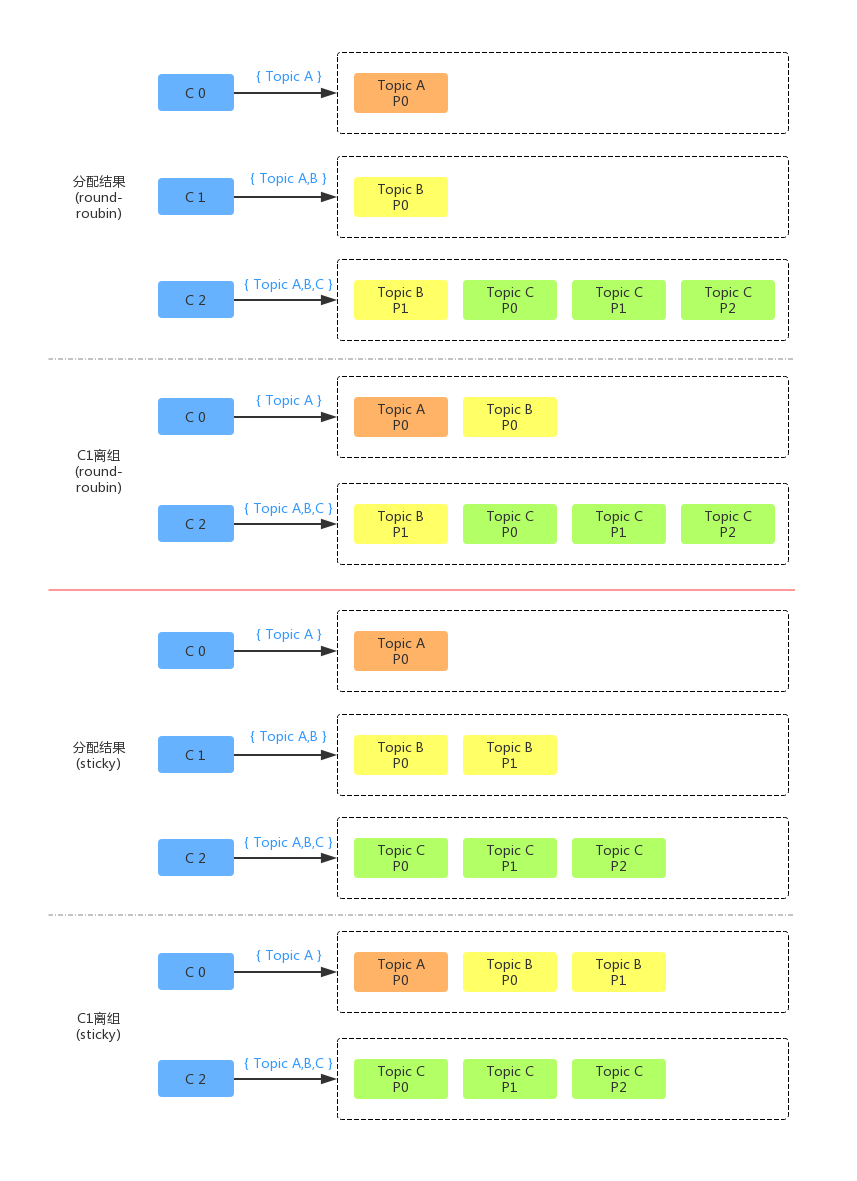 { Topic A }
C 0
Topic A
P0
分配结果
(round-
roubin)
{ Topic A,B }
C 1
Topic B
P0
{ Topic A,B,C }
C 2
Topic B
P1
Topic C
P0
Topic C
P1
Topic C
P2
C1离组
(round-
roubin)
{ Topic A }
C 0
Topic A
P0
Topic B
P0
{ Topic A,B,C }
C 2
Topic B
P1
Topic C
P0
Topic C
P1
Topic C
P2
分配结果
(sticky)
{ Topic A }
C 0
Topic A
P0
{ Topic A,B }
C 1
Topic B
P0
Topic B
P1
{ Topic A,B,C }
C 2
Topic C
P0
Topic C
P1
Topic C
P2
C1离组
(sticky)
{ Topic A }
C 0
Topic A
P0
Topic B
P0
Topic B
P1
{ Topic A,B,C }
C 2
Topic C
P0
Topic C
P1
Topic C
P2